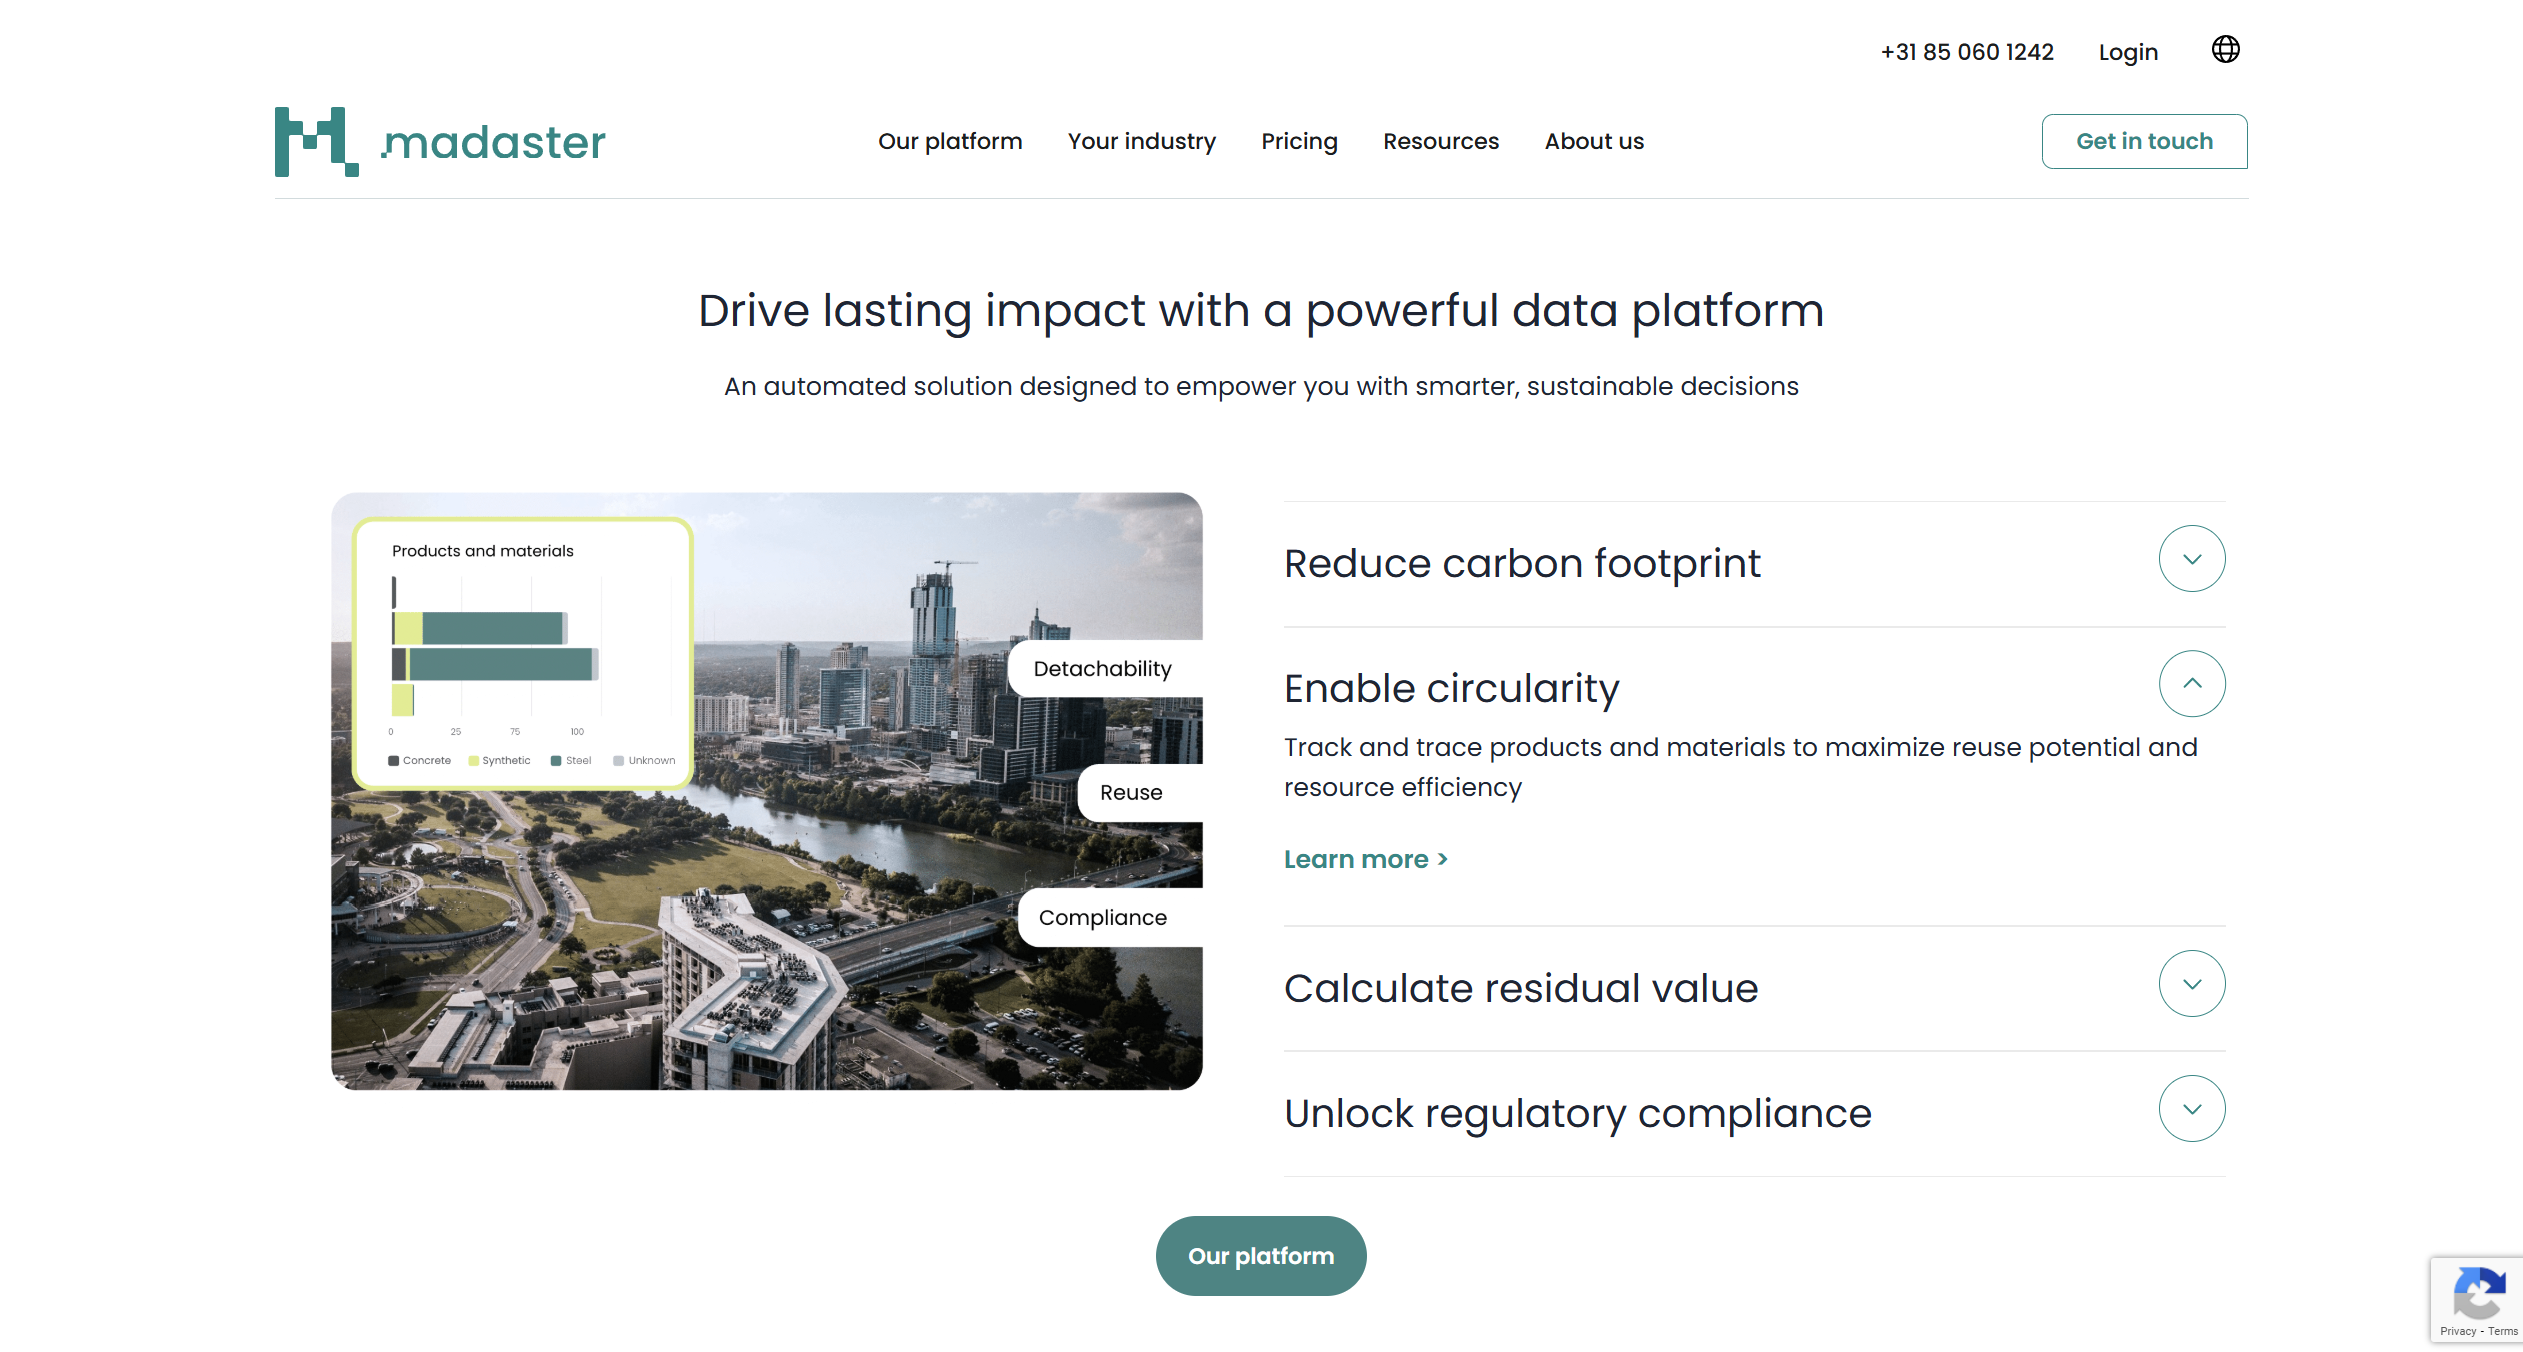 +31 85 060 1242 Login
.madaster
Our platform Your industry Pricing Resources About us
Get in touch
Drive lasting impact with a powerful data platform
An automated solution designed to empower you with smarter, sustainable decisions
Products and materials
0 25 75 100
Concrete Synthetic Steel Unknown
Detachability
Reuse
Compliance
Reduce carbon footprint
Enable circularity
Track and trace products and materials to maximize reuse potential and
resource efficiency
Learn more >
Calculate residual value
Unlock regulatory compliance
Our platform
Privacy - Terms